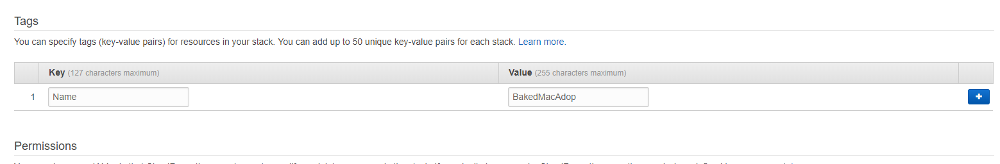 Tags
You can specify tags (key-value pairs) for resources in your stack. You can add up to 50 unique key-value pairs for each stack. Learn more.
Key (127 characters maximum) Value (255 characters maximum)
1 Name BakedMacAdop
Permissions